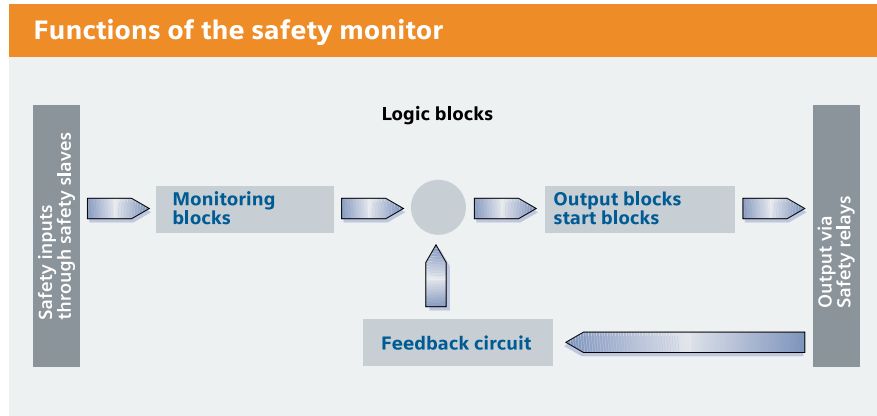 Functions of the safety monitor
Logic blocks
Safety inputs
through safety slaves
Monitoring
blocks
Output blocks
start blocks
Output via
Safety relays
Feedback circuit